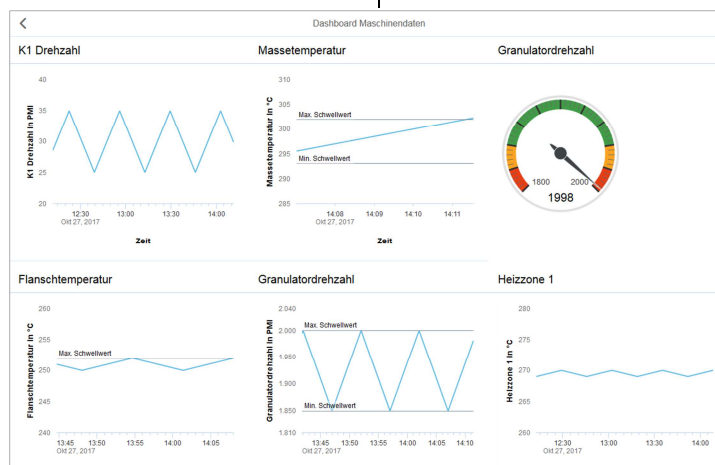 Dashboard Maschinendaten
K1 Drehzahl
Massetemperatur
Granulatordrehzahl
K1 Drehzahl in PMI
40
35
30
25
20
12:30 13:00 13:30 14:00
Okt 27, 2017
Zeit
Massetemperatur in °C
310
305
300
295
290
285
Max. Schwellwert
Min. Schwellwert
14:08 14:09 14:10 14:11
Okt 27, 2017
Zeit
1800 2000
1998
Flanschtemperatur
Granulatordrehzahl
Heizzone 1
Flanschtemperatur in °C
260
255
250
245
240
Max. Schwellwert
13:45 13:50 13:55 14:00 14:05
Okt 27, 2017
Granulatordrehzahl in PMI
2.040
2.000
1.950
1.900
1.850
1.810
Max. Schwellwert
Min. Schwellwert
13:45 13:50 13:55 14:00 14:05 14:10
Okt 27, 2017
Heizzone 1 in °C
280
275
270
265
260
12:30 13:00 13:30 14:00
Okt 27, 2017